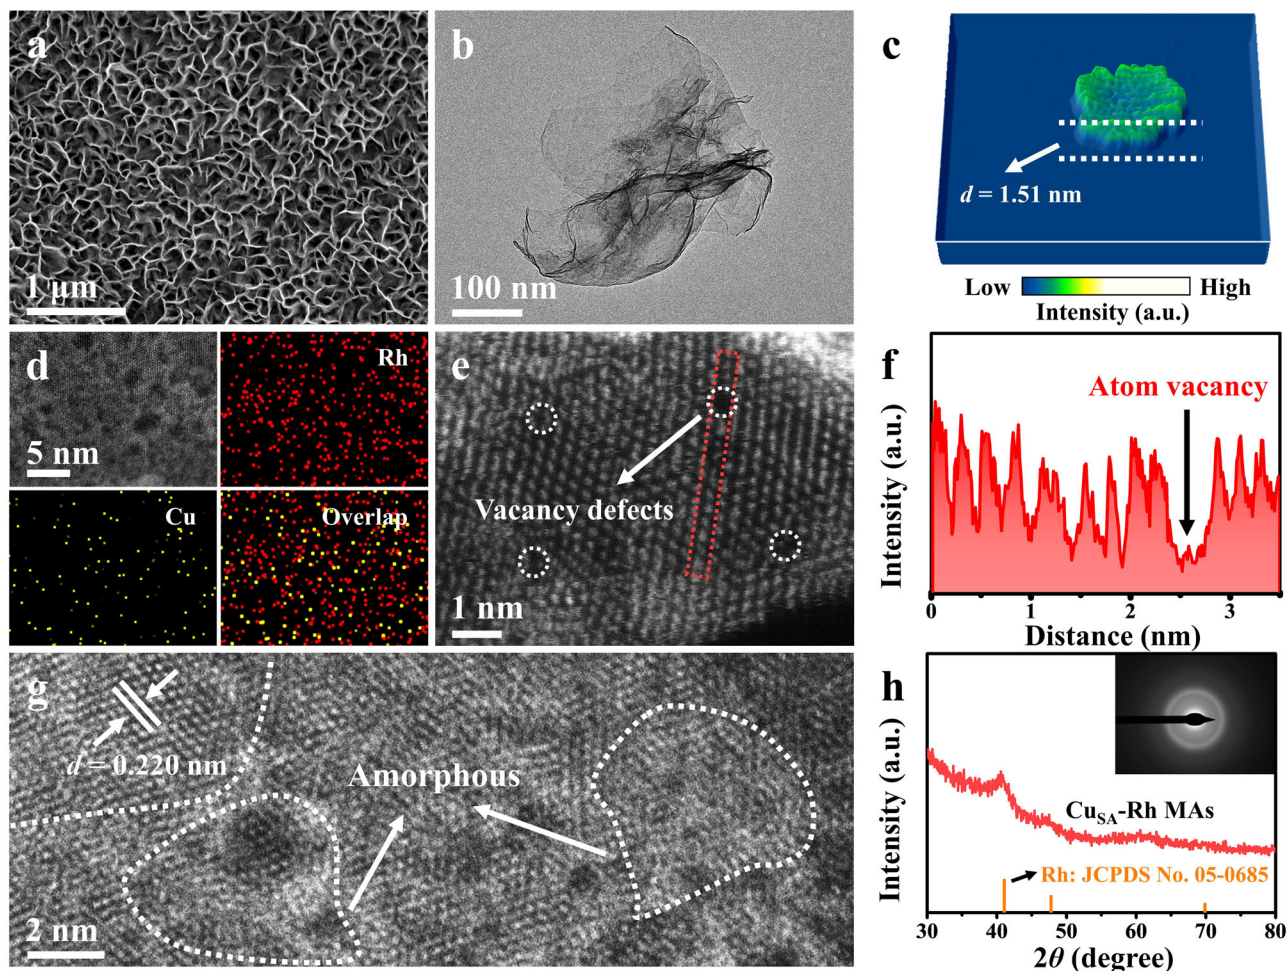 a
1 μm
b
100 nm
c
d = 1.51 nm
Low
High
Intensity (a.u.)
d
5 nm
Rh
Cu
Overlap
e
Vacancy defects
1 nm
f
Atom vacancy
Intensity (a.u.)
0
1
2
3
Distance (nm)
g
d = 0.220 nm
Amorphous
2 nm
h
Intensity (a.u.)
CuSA-Rh MAs
Rh: JCPDS No. 05-0685
30
40
50
60
70
80
2θ (degree)